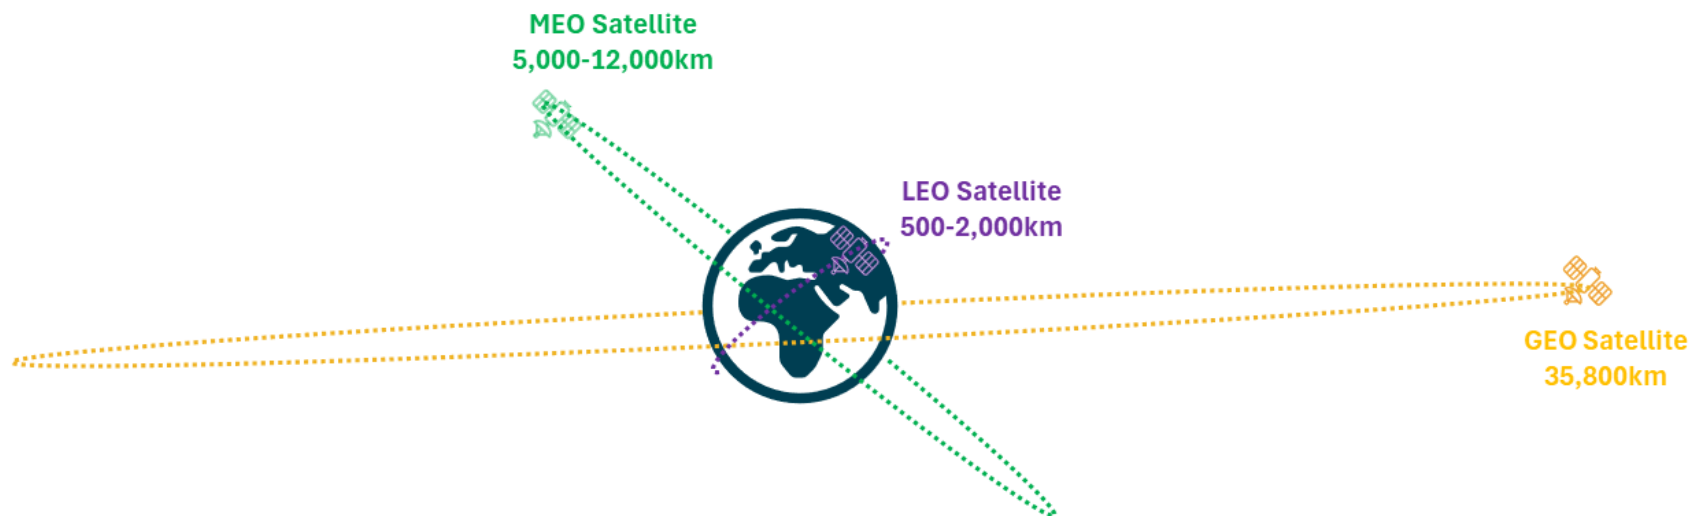 MEO Satellite
5,000-12,000km
LEO Satellite
500-2,000km
GEO Satellite
35,800km